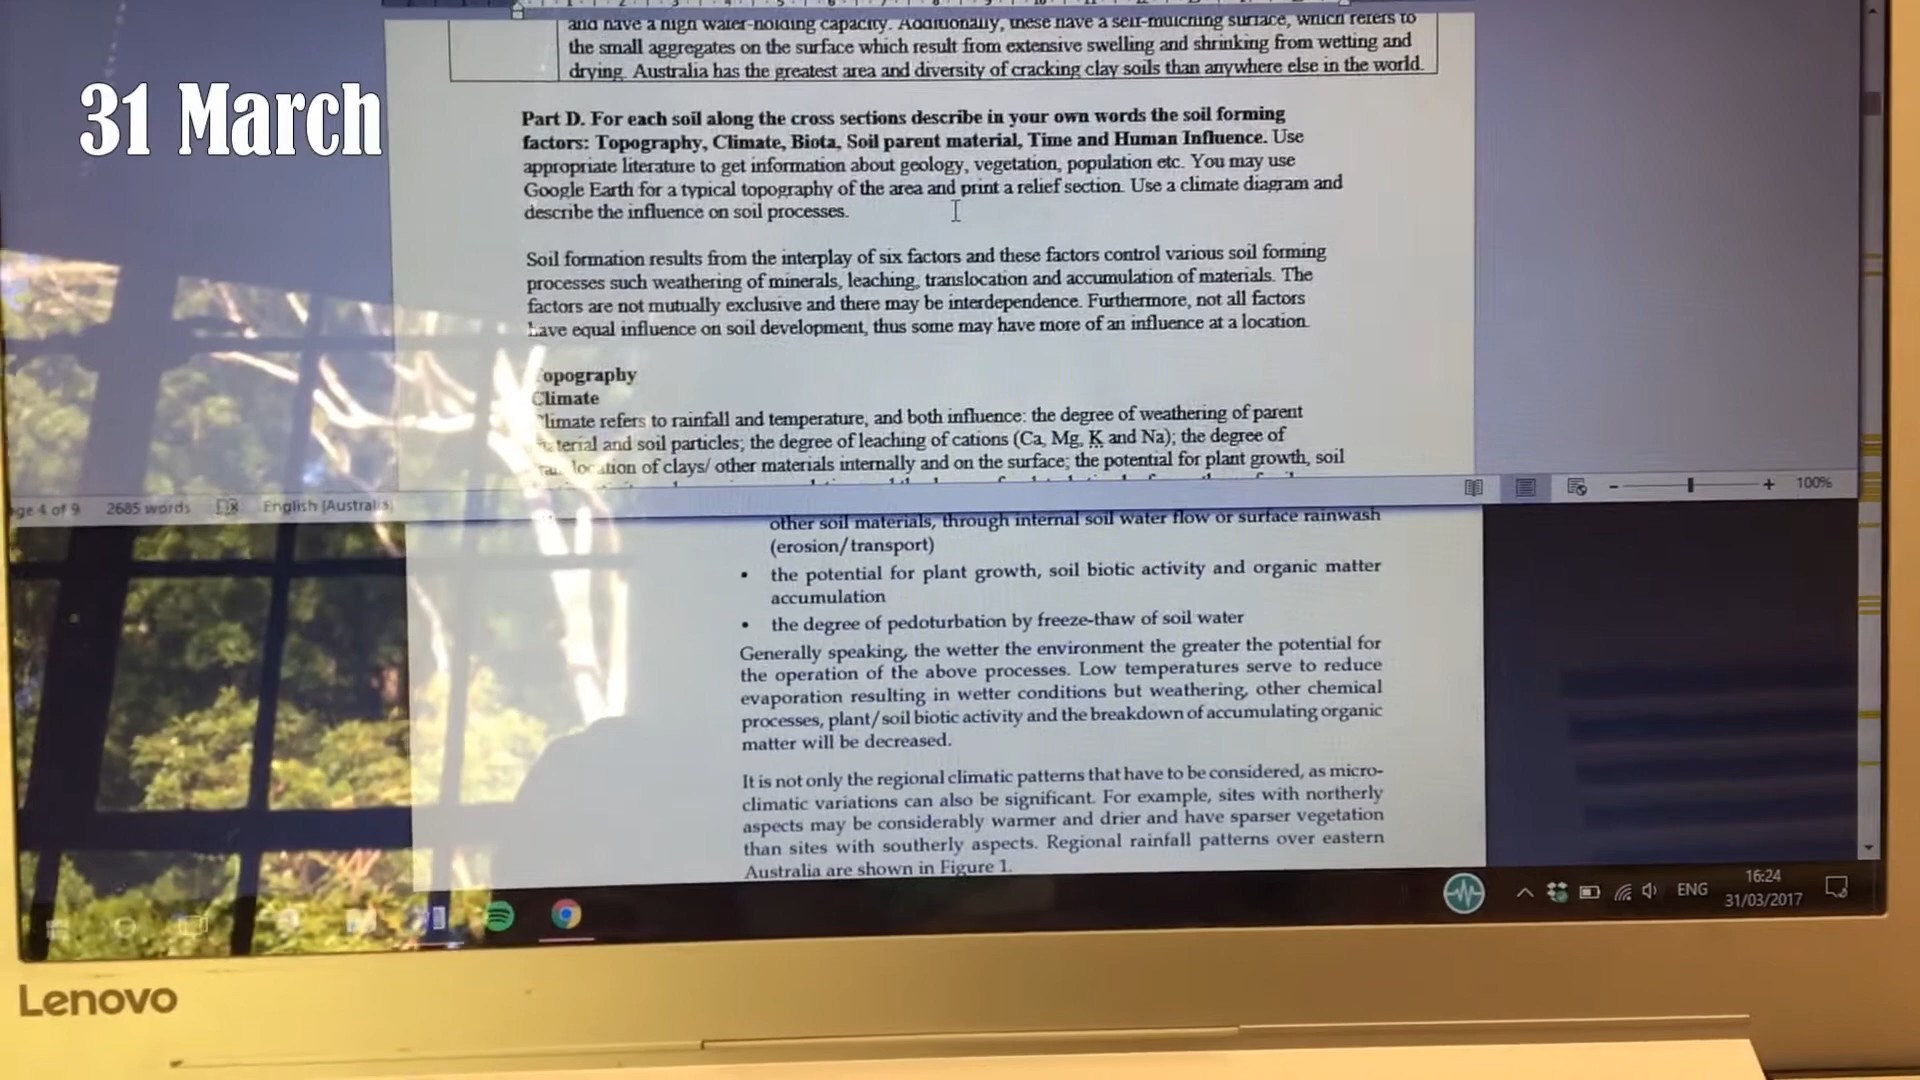 and have a high water-holding capacity. Additionally, these have a self-mulching surface, which refers to
the small aggregates on the surface which result from extensive swelling and shrinking from wetting and
drying. Australia has the greatest area and diversity of cracking clay soils than anywhere else in the world.
31 March
Part D. For each soil along the cross sections describe in your own words the soil forming
factors: Topography, Climate, Biota, Soil parent material, Time and Human Influence. Use
appropriate literature to get information about geology, vegetation, population etc. You may use
Google Earth for a typical topography of the area and print a relief section. Use a climate diagram and
describe the influence on soil processes.
Soil formation results from the interplay of six factors and these factors control various soil forming
processes such weathering of minerals, leaching, translocation and accumulation of materials. The
factors are not mutually exclusive and there may be interdependence. Furthermore, not all factors
have equal influence on soil development, thus some may have more of an influence at a location.
opography
Climate
limate refers to rainfall and temperature, and both influence: the degree of weathering of parent
terial and soil particles; the degree of leaching of cations (Ca, Mg, K and Na); the degree of
location of clays/ other materials internally and on the surface; the potential for plant growth, soil
ge 4 of 9 2685 words English (Australia) 100%
other soil materials, through internal soil water flow or surface rainwash
(erosion/transport)
• the potential for plant growth, soil biotic activity and organic matter
accumulation
• the degree of pedoturbation by freeze-thaw of soil water
Generally speaking, the wetter the environment the greater the potential for
the operation of the above processes. Low temperatures serve to reduce
evaporation resulting in wetter conditions but weathering, other chemical
processes, plant/soil biotic activity and the breakdown of accumulating organic
matter will be decreased.
It is not only the regional climatic patterns that have to be considered, as micro-
climatic variations can also be significant. For example, sites with northerly
aspects may be considerably warmer and drier and have sparser vegetation
than sites with southerly aspects. Regional rainfall patterns over eastern
Australia are shown in Figure 1.
ENG
16:24
31/03/2017
Lenovo